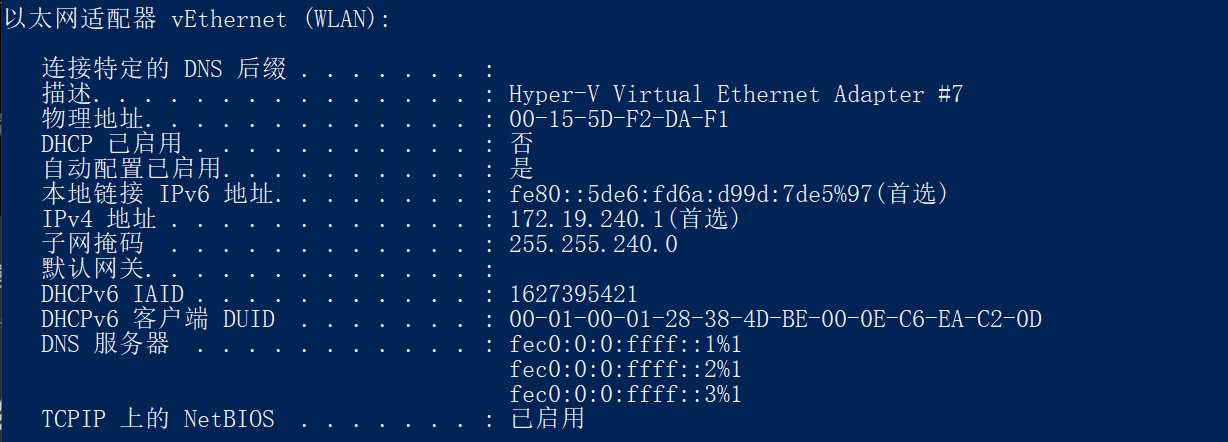 以太网适配器 vEthernet (WLAN):
连接特定的 DNS 后缀 . . . . . . . :
描述. . . . . . . . . . . . . . . : Hyper-V Virtual Ethernet Adapter #7
物理地址. . . . . . . . . . . . . : 00-15-5D-F2-DA-F1
DHCP 已启用 . . . . . . . . . . . : 否
自动配置已启用. . . . . . . . . . : 是
本地链接 IPv6 地址. . . . . . . . : fe80::5de6:fd6a:d99d:7de5%97(首选)
IPv4 地址 . . . . . . . . . . . . : 172.19.240.1(首选)
子网掩码  . . . . . . . . . . . . : 255.255.240.0
默认网关. . . . . . . . . . . . . :
DHCPv6 IAID . . . . . . . . . . . : 1627395421
DHCPv6 客户端 DUID  . . . . . . . : 00-01-00-01-28-38-4D-BE-00-0E-C6-EA-C2-0D
DNS 服务器  . . . . . . . . . . . : fec0:0:0:ffff::1%1
fec0:0:0:ffff::2%1
fec0:0:0:ffff::3%1
TCPIP 上的 NetBIOS  . . . . . . . : 已启用